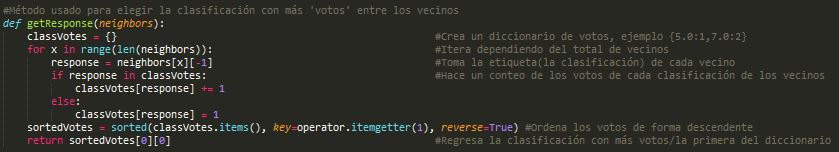 #Método usado para elegir la clasificación con más 'votos' entre los vecinos
def getResponse(neighbors):
    classVotes = {}                                                   #Crea un diccionario de votos, ejemplo {5.0:1,7.0:2}
    for x in range(len(neighbors)):                                   #Itera dependiendo del total de vecinos
        response = neighbors[x][-1]                                   #Toma la etiqueta(la clasificación) de cada vecino
        if response in classVotes:                                    #Hace un conteo de los votos de cada clasificación de los vecinos
            classVotes[response] += 1
        else:
            classVotes[response] = 1
    sortedVotes = sorted(classVotes.items(), key=operator.itemgetter(1), reverse=True) #Ordena los votos de forma descendente
    return sortedVotes[0][0]                                          #Regresa la clasificación con más votos/la primera del diccionario